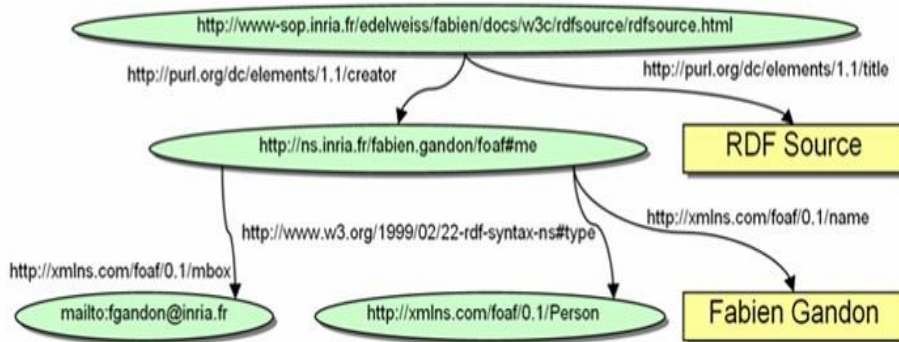 http://www-sop.inria.fr/edelweiss/fabien/docs/w3c/rdfsource/rdfsource.html
http://purl.org/dc/elements/1.1/creator
http://purl.org/dc/elements/1.1/title
http://ns.inria.fr/fabien.gandon/foaf#me
RDF Source
http://www.w3.org/1999/02/22-rdf-syntax-ns#type
http://xmlns.com/foaf/0.1/name
http://xmlns.com/foaf/0.1/mbox
mailto:fgandon@inria.fr
http://xmlns.com/foaf/0.1/Person
Fabien Gandon